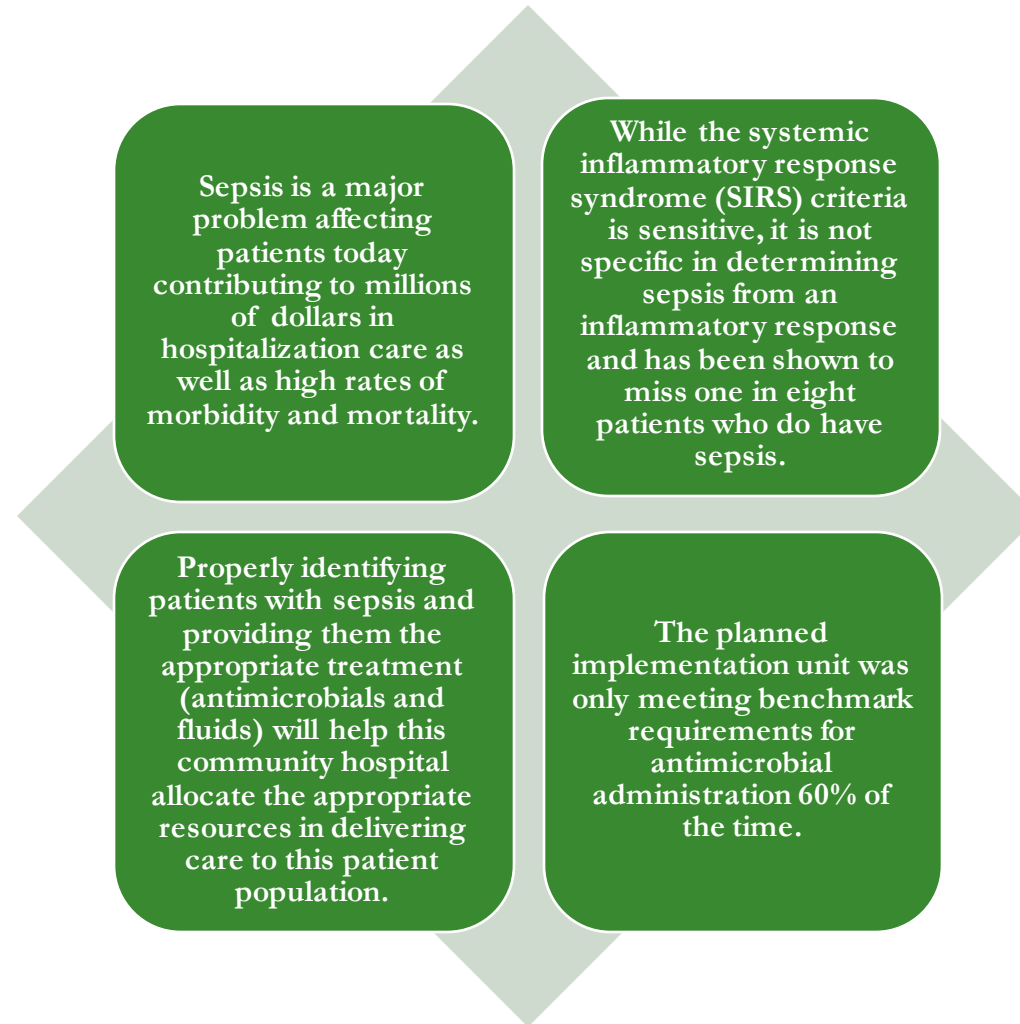 Sepsis is a major
problem affecting
patients today
contributing to millions
of dollars in
hospitalization care as
well as high rates of
morbidity and mortality.
While the systemic
inflammatory response
syndrome (SIRS) criteria
is sensitive, it is not
specific in determining
sepsis from an
inflammatory response
and has been shown to
miss one in eight
patients who do have
sepsis.
Properly identifying
patients with sepsis and
providing them the
appropriate treatment
(antimicrobials and
fluids) will help this
community hospital
allocate the appropriate
resources in delivering
care to this patient
population.
The planned
implementation unit was
only meeting benchmark
requirements for
antimicrobial
administration 60% of
the time.